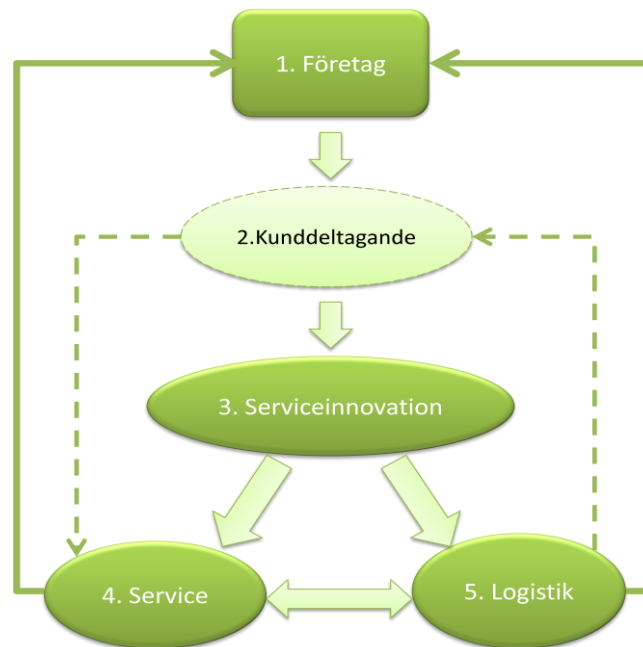 1. Företag
2.Kunddeltagande
3. Serviceinnovation
4. Service
5. Logistik